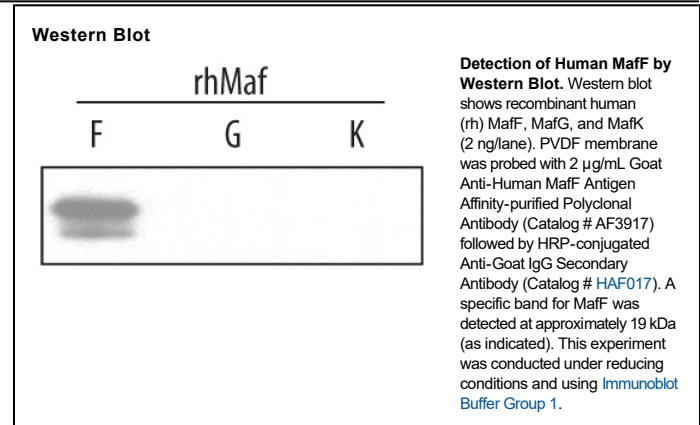 Western Blot
rhMaf
F G K
Detection of Human MafF by
Western Blot. Western blot
shows recombinant human
(rh) MafF, MafG, and MafK
(2 ng/lane). PVDF membrane
was probed with 2 µg/mL Goat
Anti-Human MafF Antigen
Affinity-purified Polyclonal
Antibody (Catalog # AF3917)
followed by HRP-conjugated
Anti-Goat IgG Secondary
Antibody (Catalog # HAF017). A
specific band for MafF was
detected at approximately 19 kDa
(as indicated). This experiment
was conducted under reducing
conditions and using Immunoblot
Buffer Group 1.